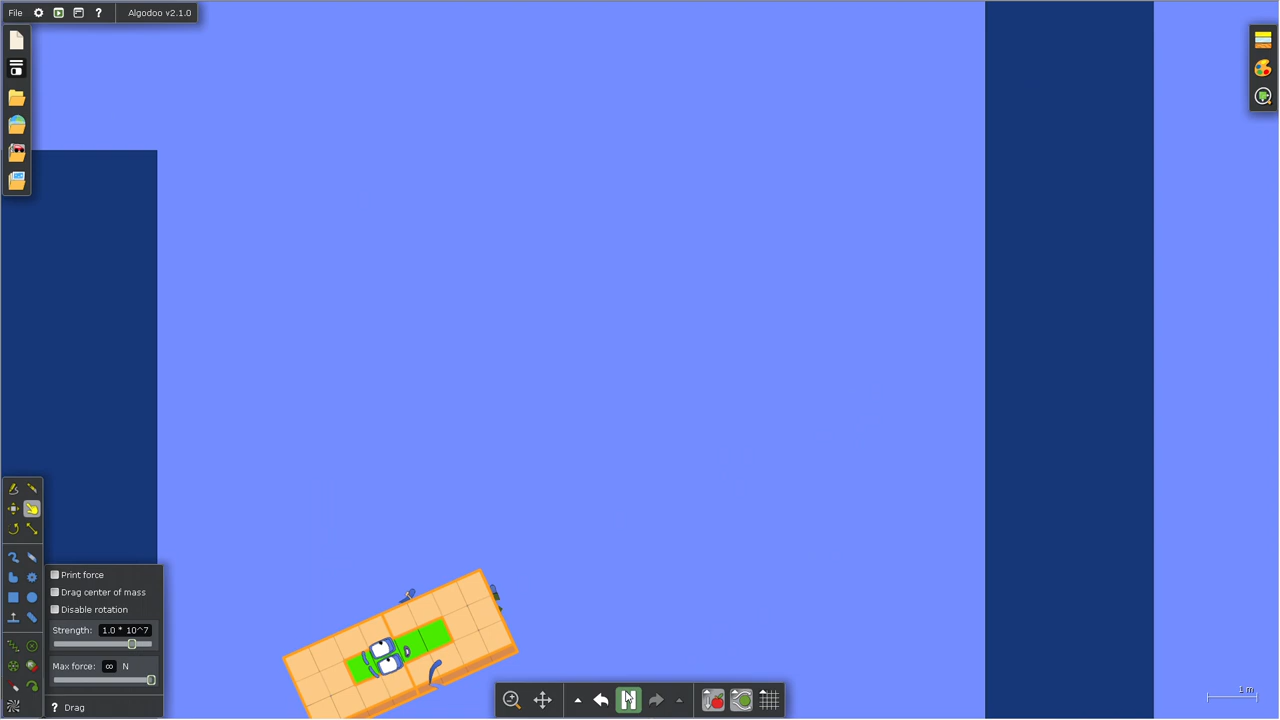 File ? Algodoo v2.1.0
Print force
Drag center of mass
Disable rotation
Strength: 1.0 * 10^7
Max force: ∞ N
? Drag
1 m